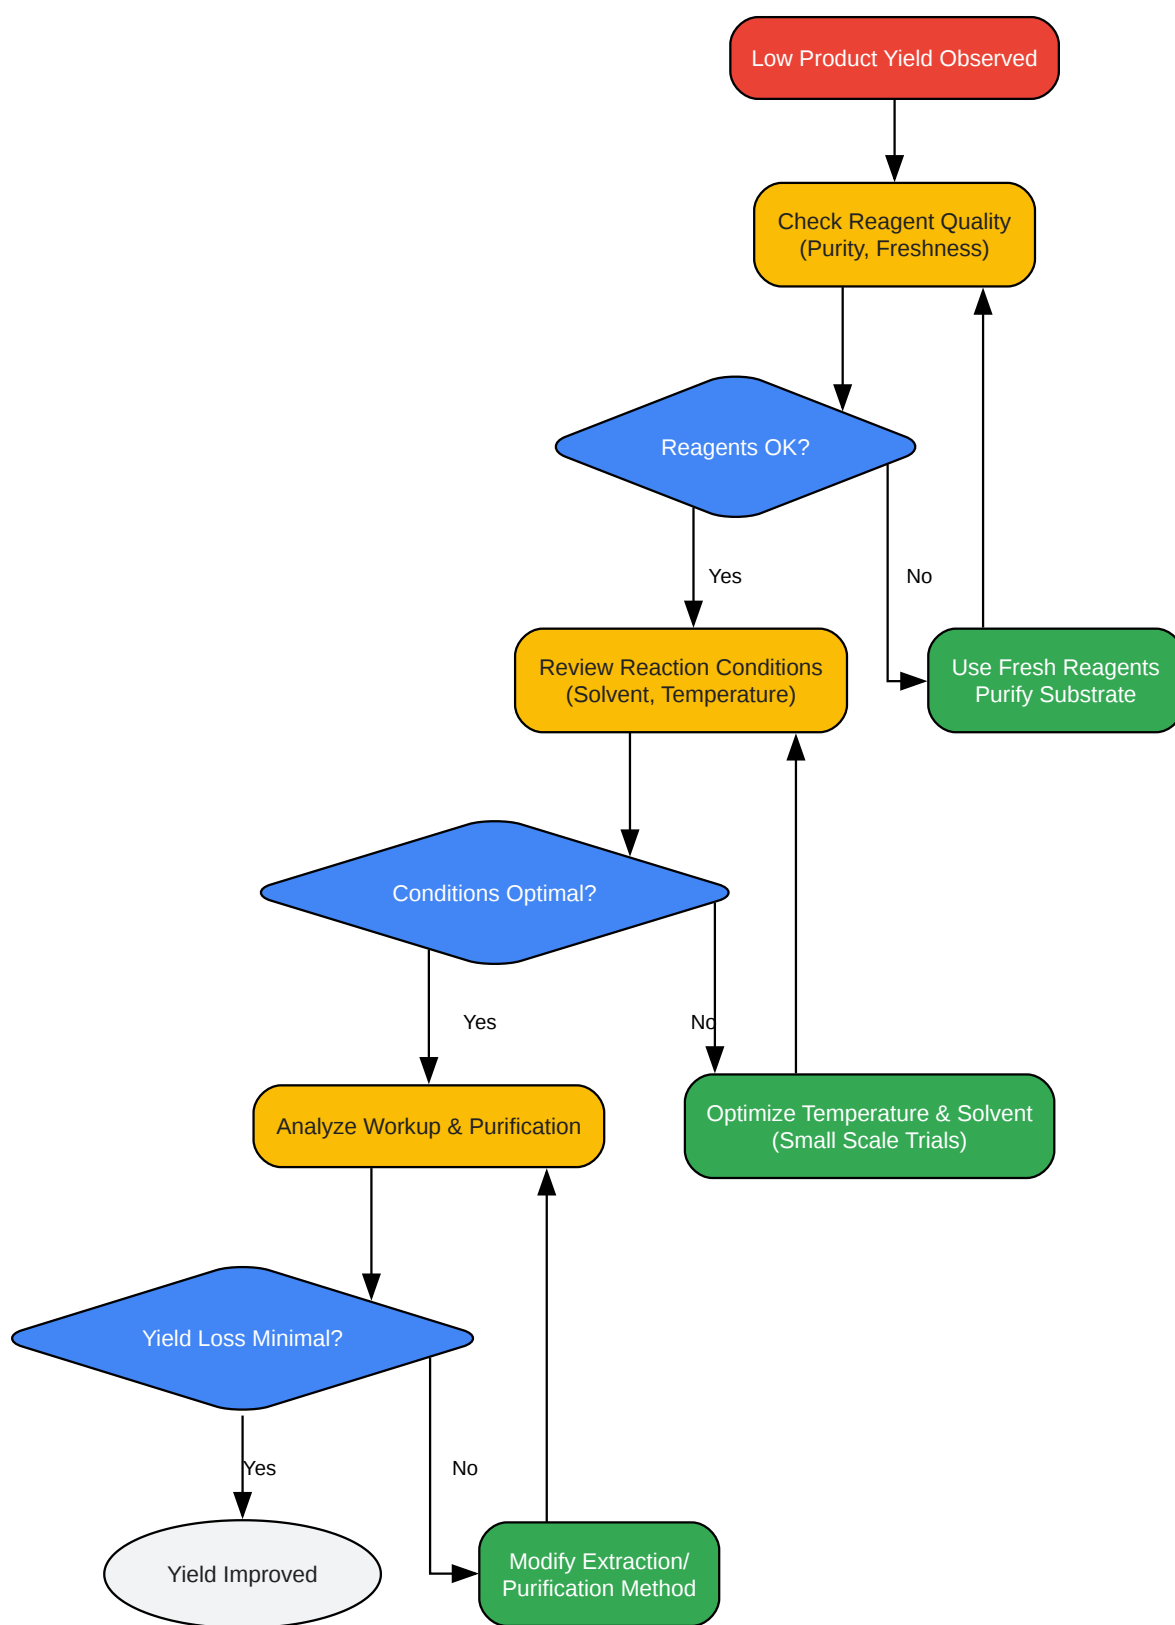 Low Product Yield Observed
Check Reagent Quality
(Purity, Freshness)
Reagents OK?
Yes
No
Review Reaction Conditions
(Solvent, Temperature)
Use Fresh Reagents
Purify Substrate
Conditions Optimal?
Yes
No
Analyze Workup & Purification
Optimize Temperature & Solvent
(Small Scale Trials)
Yield Loss Minimal?
Yes
No
Yield Improved
Modify Extraction/
Purification Method